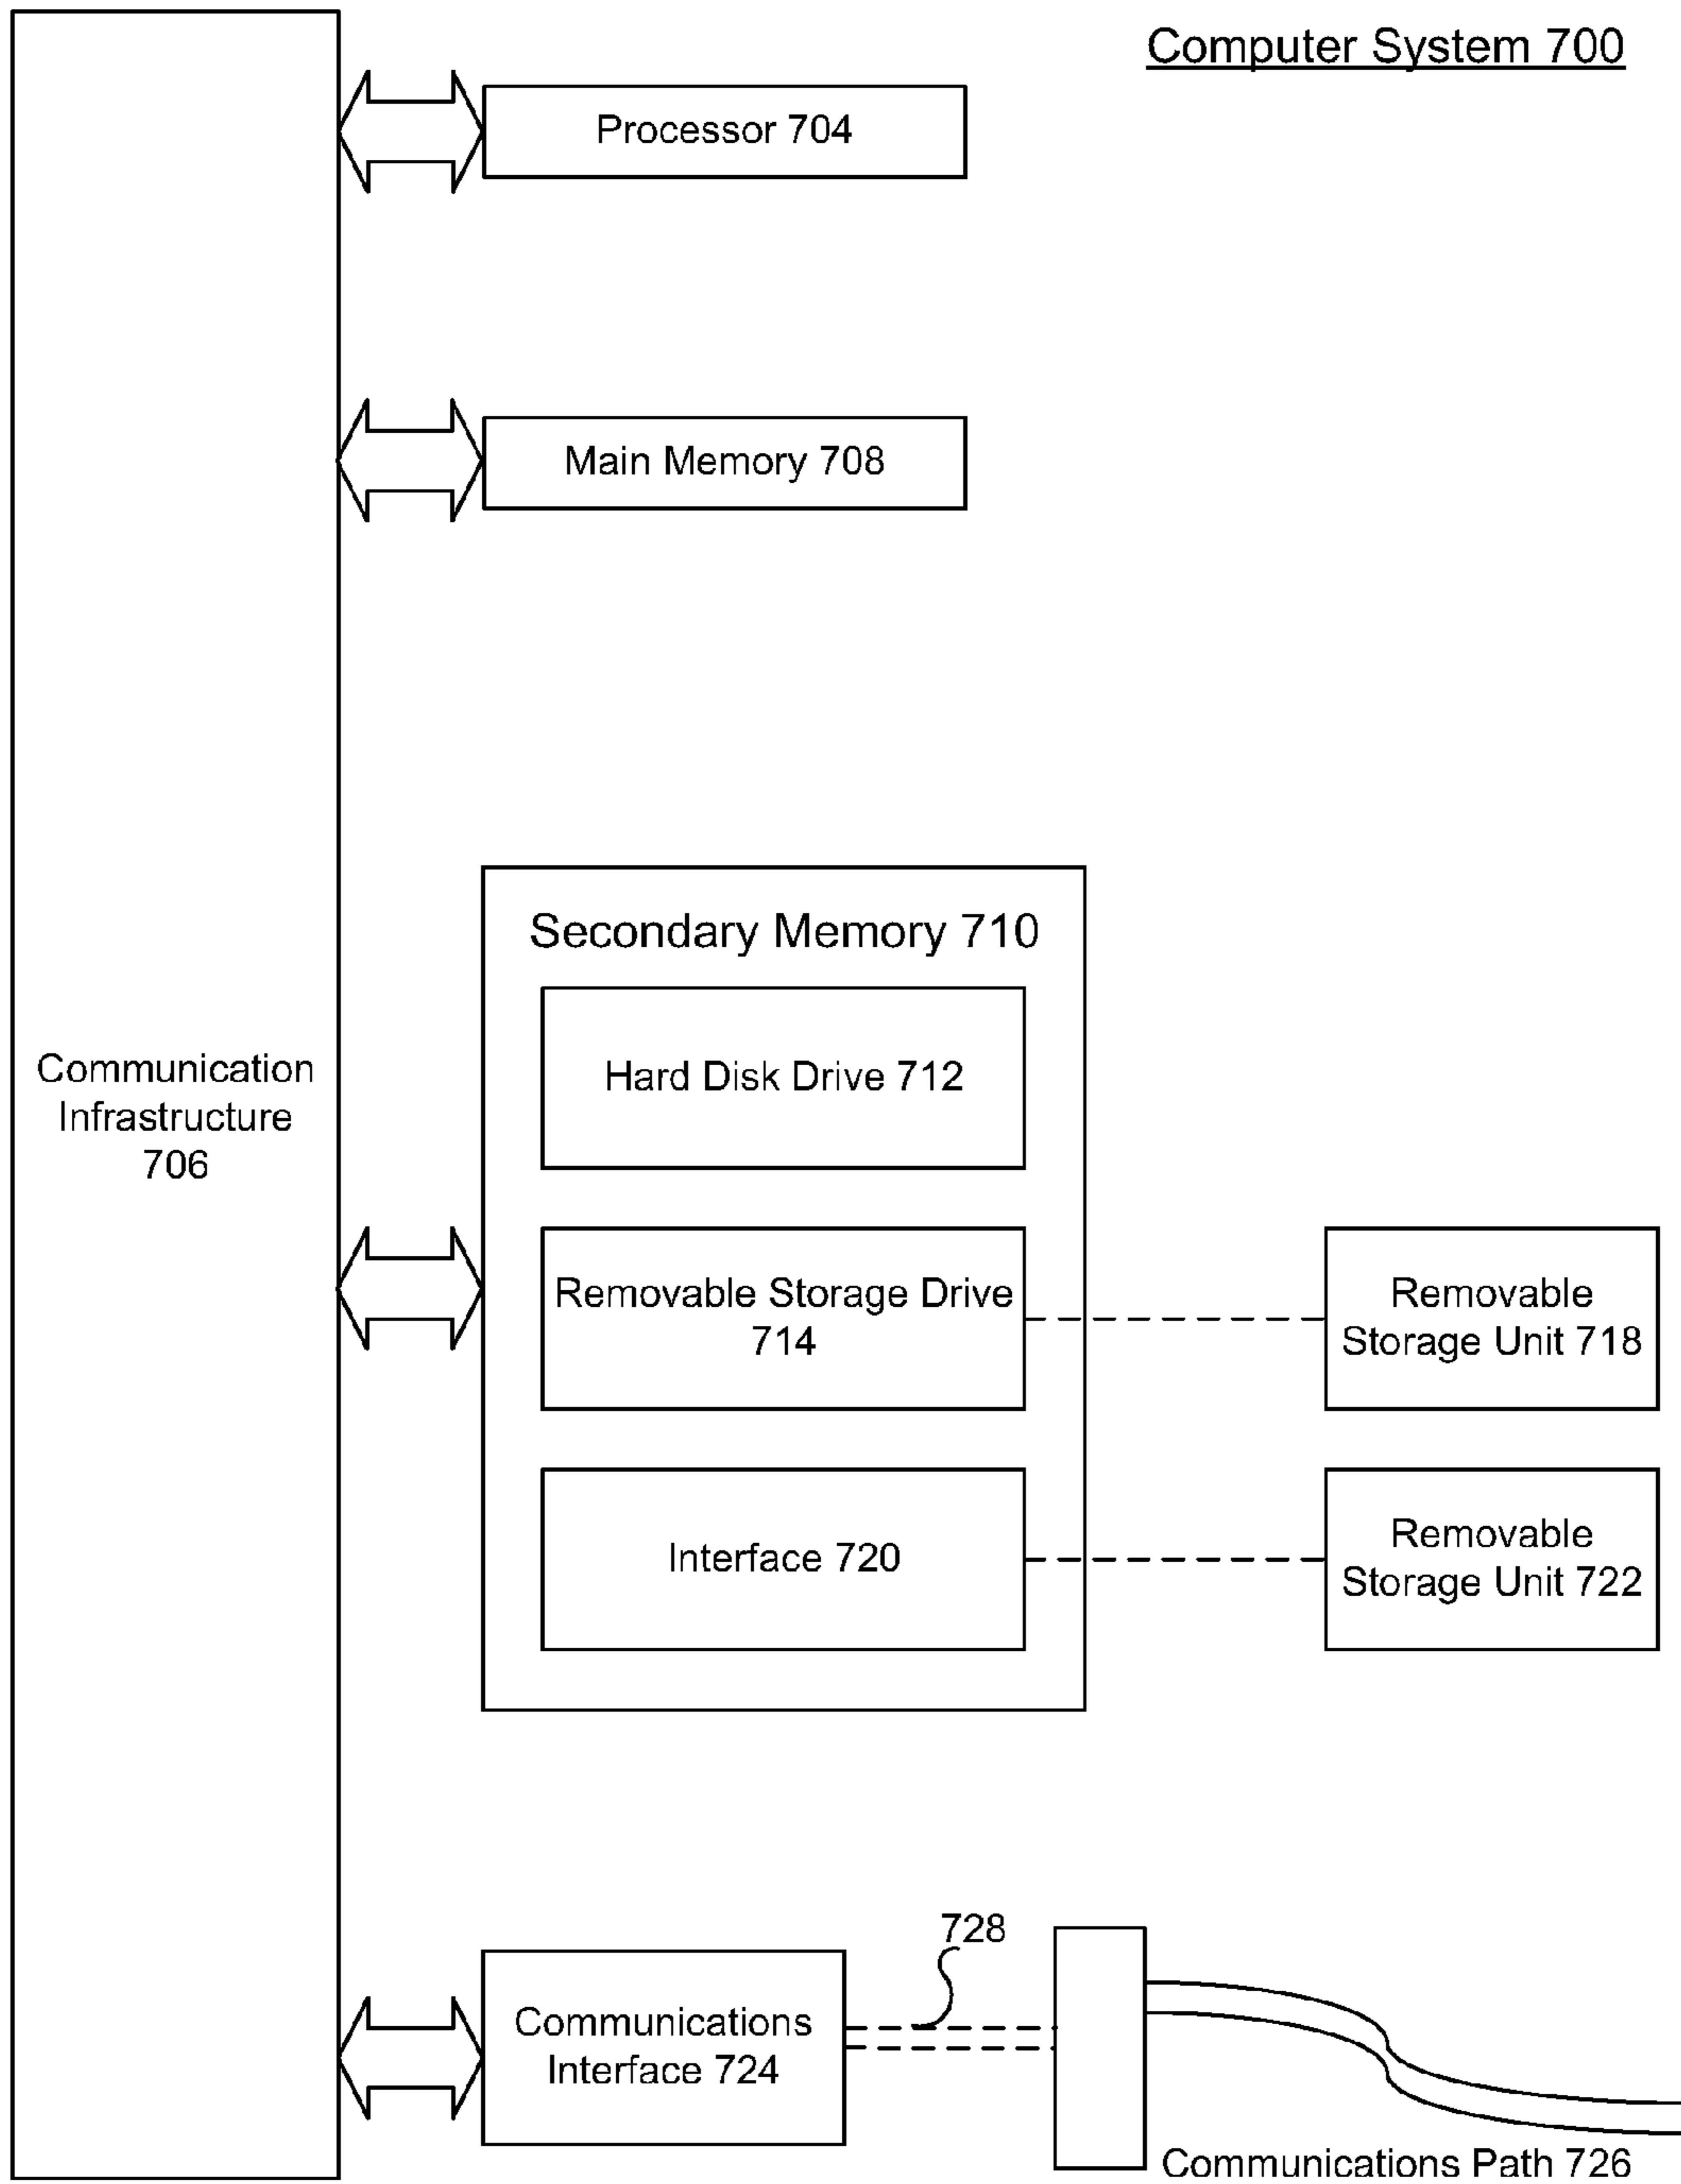 Computer System 700
Processor 704
Main Memory 708
Communication
Infrastructure
706
Secondary Memory 710
Hard Disk Drive 712
Removable Storage Drive
714
Removable
Storage Unit 718
Interface 720
Removable
Storage Unit 722
728
Communications
Interface 724
Communications Path 726